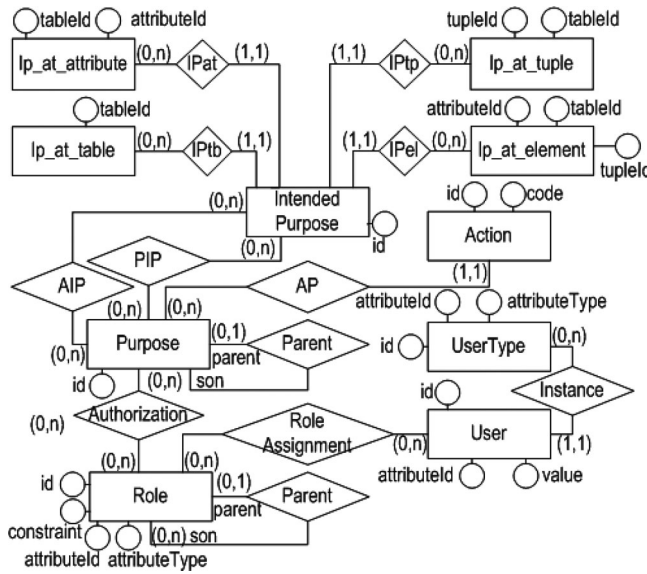 tableId attributeId tupleId tableId
Ip_at_attribute (0,n) IPat (1,1) (1,1) IPtp (0,n) Ip_at_tuple
tableId attributeId tableId
Ip_at_table (0,n) IPtb (1,1) (1,1) IPel (0,n) Ip_at_element
tupleId
(0,n) Intended Purpose id code
(0,n) id Action
AIP PIP AP (1,1)
(0,n) (0,n) attributeId attributeType
(0,n) Purpose (0,1) Parent id UserType (0,n)
parent
id son
(0,n) id Instance
(0,n) Authorization Role Assignment User
(0,n) (0,n) (0,n) (1,1)
id Role (0,1) Parent attributeId value
parent
constraint (0,n) son
attributeId attributeType